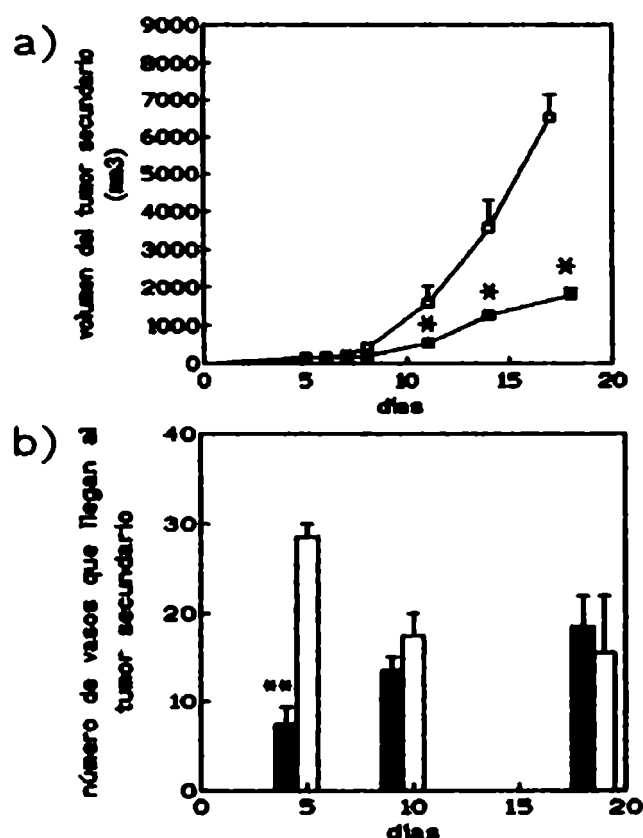 a)
volumen del tumor secundario
(mm3)
9000
8000
7000
6000
5000
4000
3000
2000
1000
0
* * *
0 5 10 15 20
días
b)
número de vasos que llegan al
tumor secundario
40
30
20
10
0
**
0 5 10 15 20
días